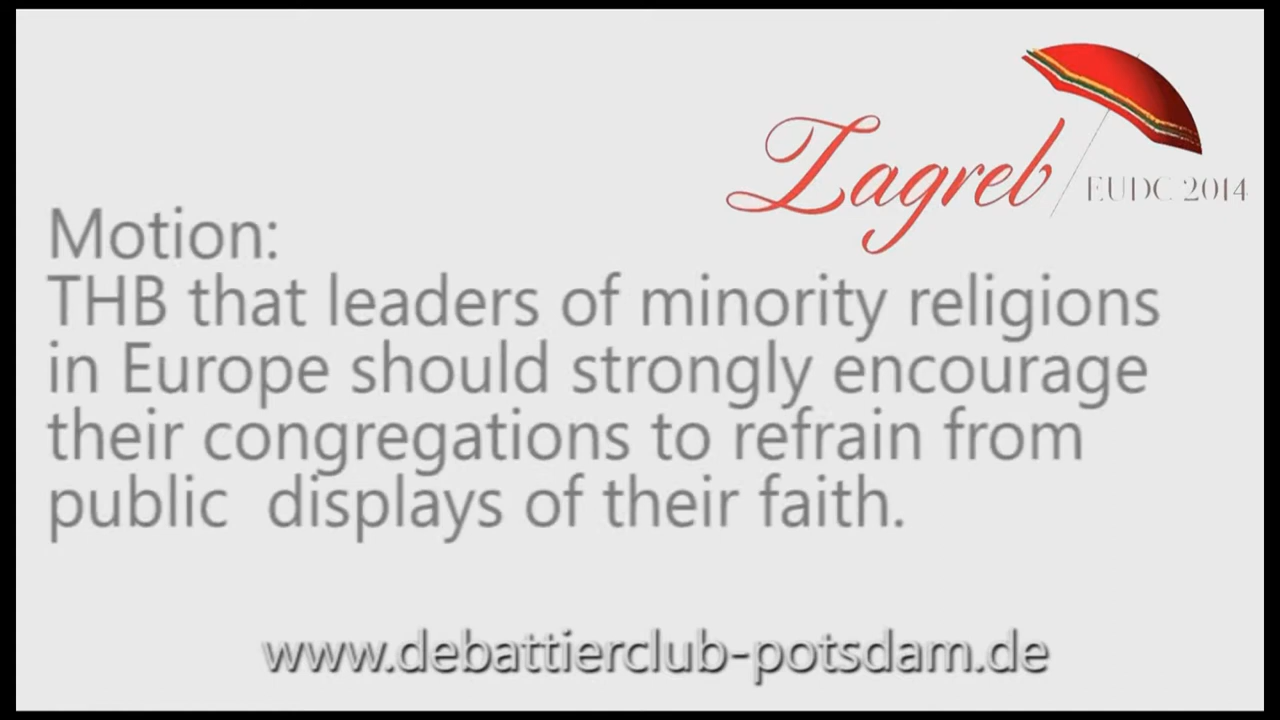 Zagreb
EUDC 2014
Motion:
THB that leaders of minority religions
in Europe should strongly encourage
their congregations to refrain from
public  displays of their faith.
www.debattierclub-potsdam.de